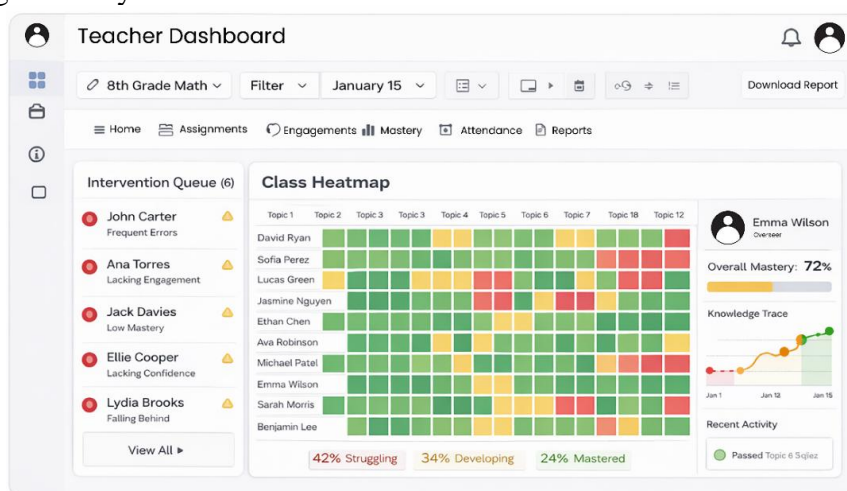 Teacher Dashboard
8th Grade Math
Filter
January 15
Download Report
Home
Assignments
Engagements
Mastery
Attendance
Reports
Intervention Queue (6)
John Carter
Frequent Errors
Ana Torres
Lacking Engagement
Jack Davies
Low Mastery
Ellie Cooper
Lacking Confidence
Lydia Brooks
Falling Behind
View All
Class Heatmap
Topic 1 Topic 2 Topic 3 Topic 3 Topic 4 Topic 5 Topic 6 Topic 7 Topic 18 Topic 12
David Ryan
Sofia Perez
Lucas Green
Jasmine Nguyen
Ethan Chen
Ava Robinson
Michael Patel
Emma Wilson
Sarah Morris
Benjamin Lee
42% Struggling
34% Developing
24% Mastered
Emma Wilson
Overseer
Overall Mastery: 72%
Knowledge Trace
Jan 1 Jan 12 Jan 15
Recent Activity
Passed Topic 6